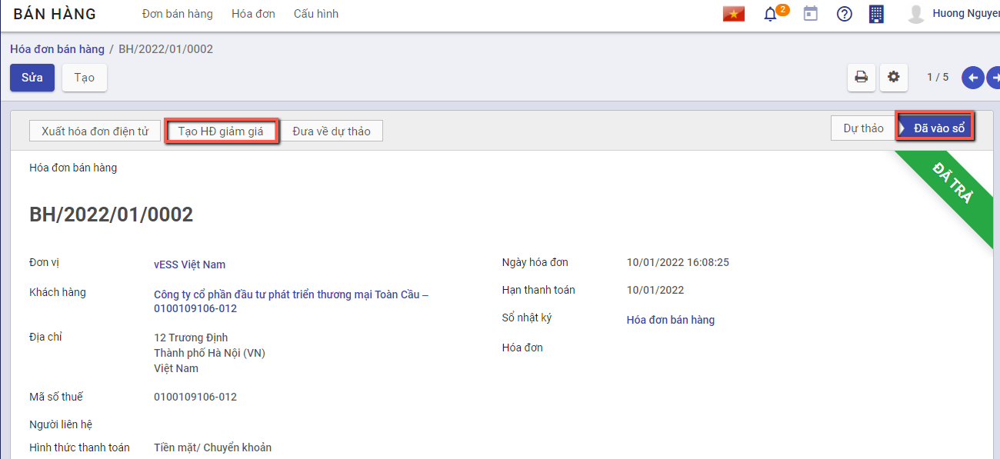 BÁN HÀNG
Đơn bán hàng
Hóa đơn
Cấu hình
2
Huong Nguyen
Hóa đơn bán hàng / BH/2022/01/0002
Sửa
Tạo
1 / 5
Xuất hóa đơn điện tử
Tạo HĐ giảm giá
Đưa về dự thảo
Dự thảo
Đã vào sổ
ĐÃ TRẢ
Hóa đơn bán hàng
BH/2022/01/0002
Đơn vị
vESS Việt Nam
Khách hàng
Công ty cổ phần đầu tư phát triển thương mại Toàn Cầu –
0100109106-012
Địa chỉ
12 Trương Định
Thành phố Hà Nội (VN)
Việt Nam
Mã số thuế
0100109106-012
Người liên hệ
Hình thức thanh toán
Tiền mặt/ Chuyển khoản
Ngày hóa đơn
10/01/2022 16:08:25
Hạn thanh toán
10/01/2022
Sổ nhật ký
Hóa đơn bán hàng
Hóa đơn